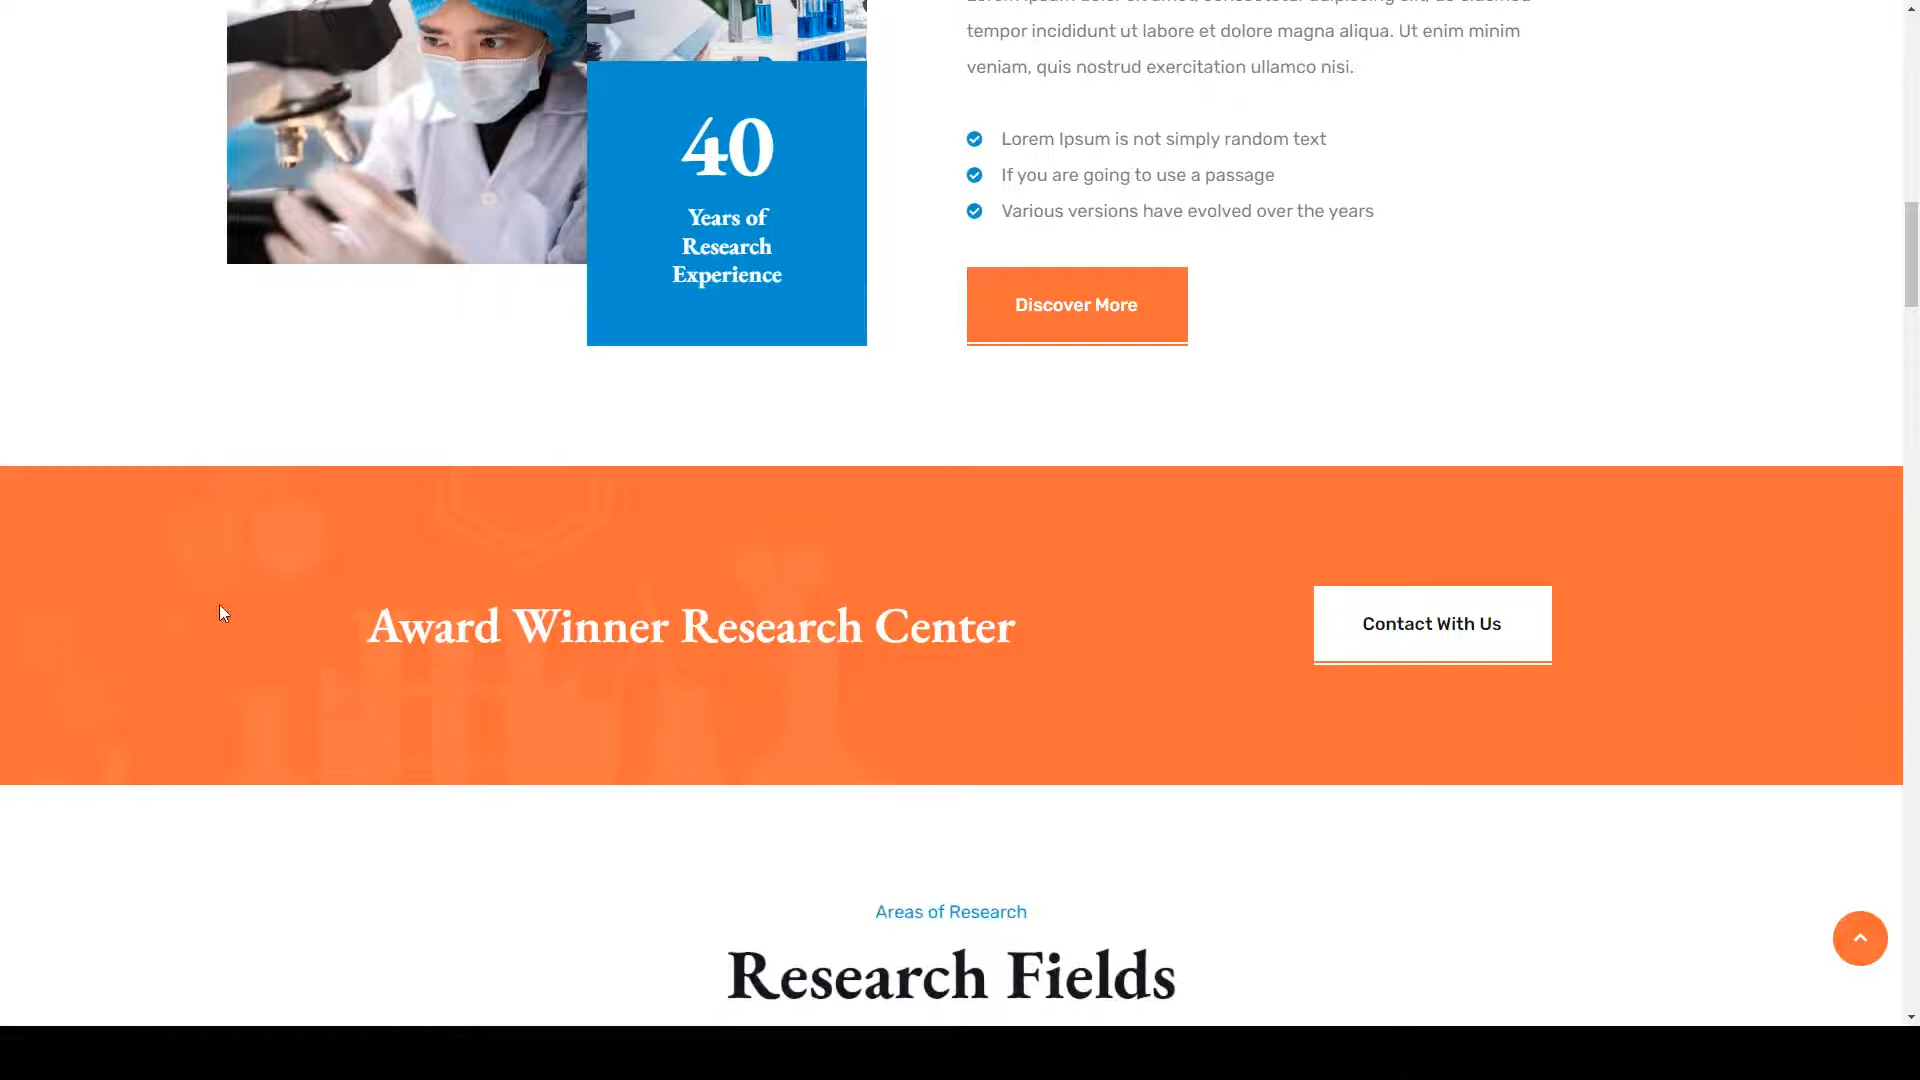 tempor incididunt ut labore et dolore magna aliqua. Ut enim minim
veniam, quis nostrud exercitation ullamco nisi.
40
Years of
Research
Experience
Lorem Ipsum is not simply random text
If you are going to use a passage
Various versions have evolved over the years
Discover More
Award Winner Research Center
Contact With Us
Areas of Research
Research Fields